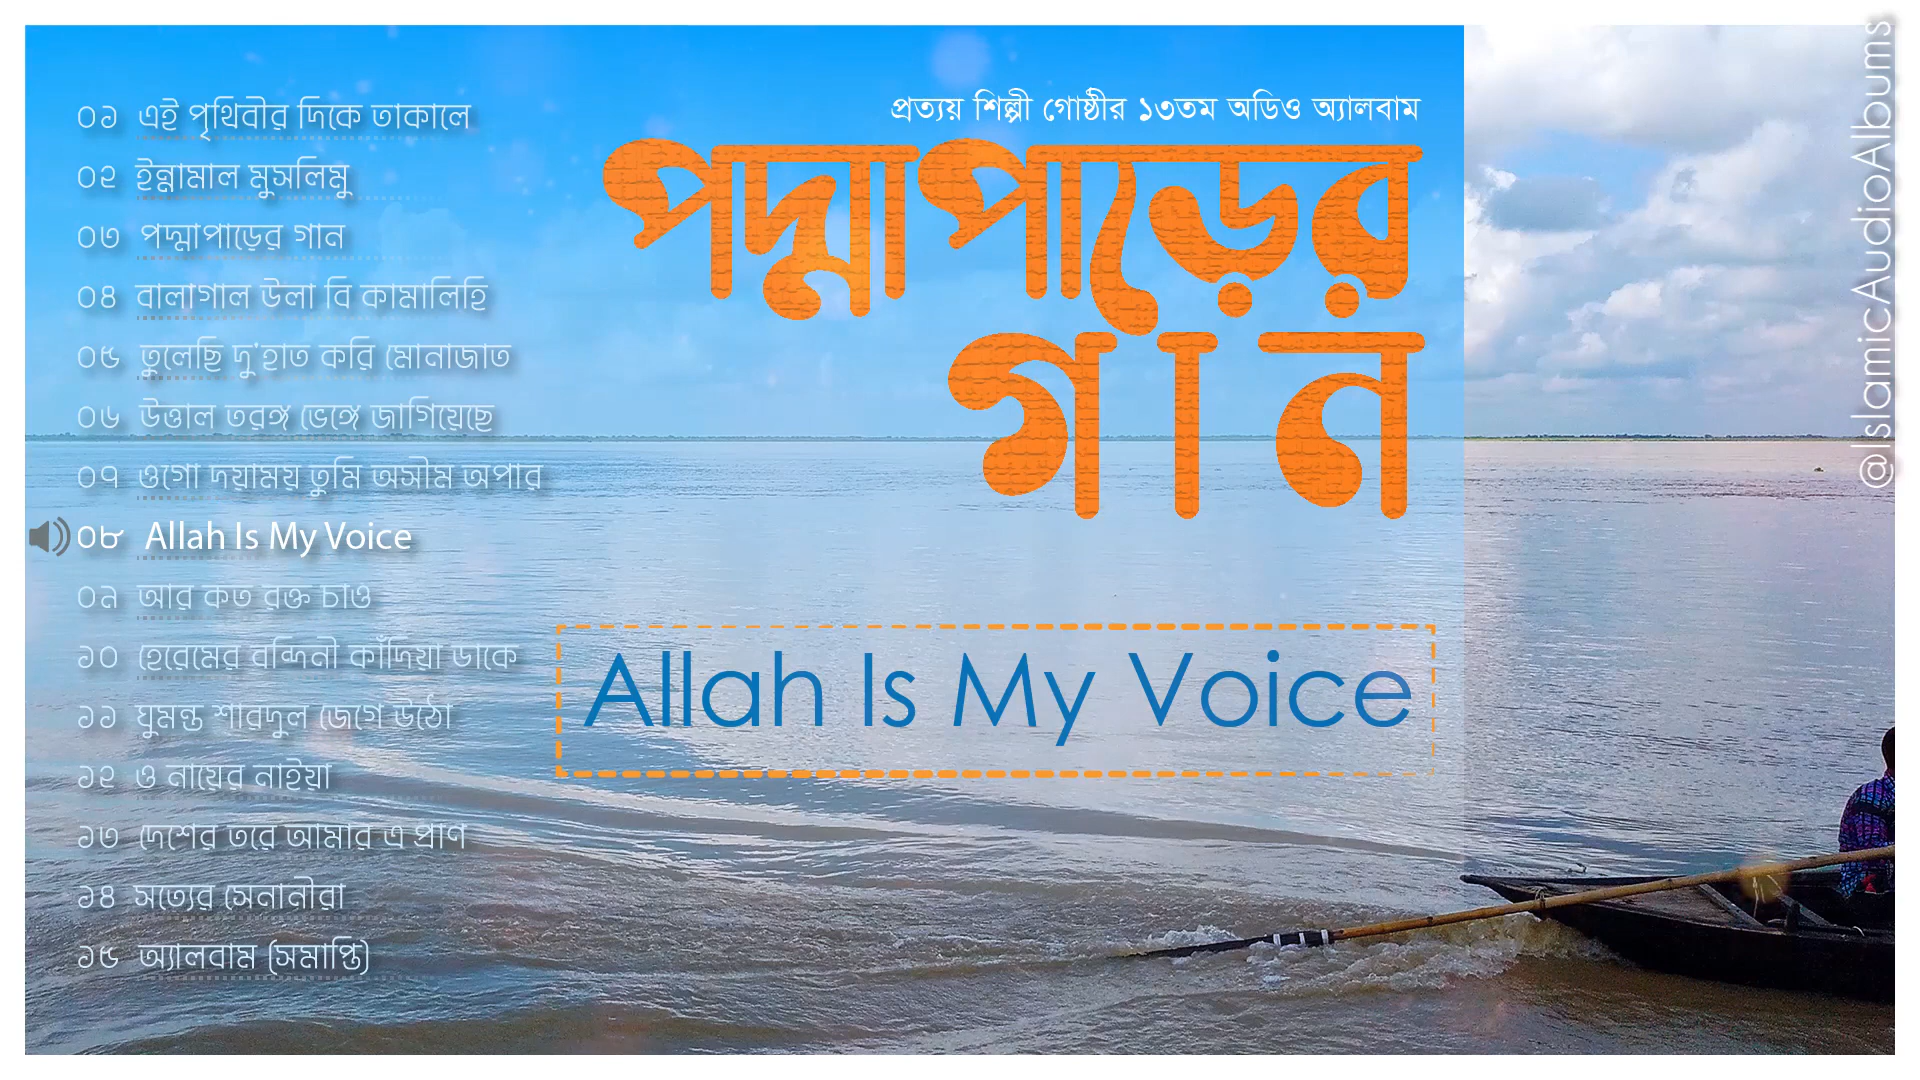 প্রত্যয় শিল্পী গোষ্ঠীর ১৩তম অডিও অ্যালবাম
পদ্মাপাড়ের
গান
Allah Is My Voice
০১ এই পৃথিবীর দিকে তাকালে
০২ ইন্নামাল মুসলিমু
০৩ পদ্মাপাড়ের গান
০৪ বালাগাল উলা বি কামালিহি
০৫ তুলেছি দু'হাত করি মোনাজাত
০৬ উত্তাল তরঙ্গ ভেঙ্গে জাগিয়েছে
০৭ ওগো দয়াময় তুমি অসীম অপার
০৮ Allah Is My Voice
০৯ আর কত রক্ত চাও
১০ হেরেমের বন্দিনী কাঁদিয়া ডাকে
১১ ঘুমন্ত শারদুল জেগে উঠো
১২ ও নায়ের নাইয়া
১৩ দেশের তরে আমার এ প্রাণ
১৪ সত্যের সেনানীরা
১৫ অ্যালবাম (সমাপ্তি)
@IslamicAudioAlbums